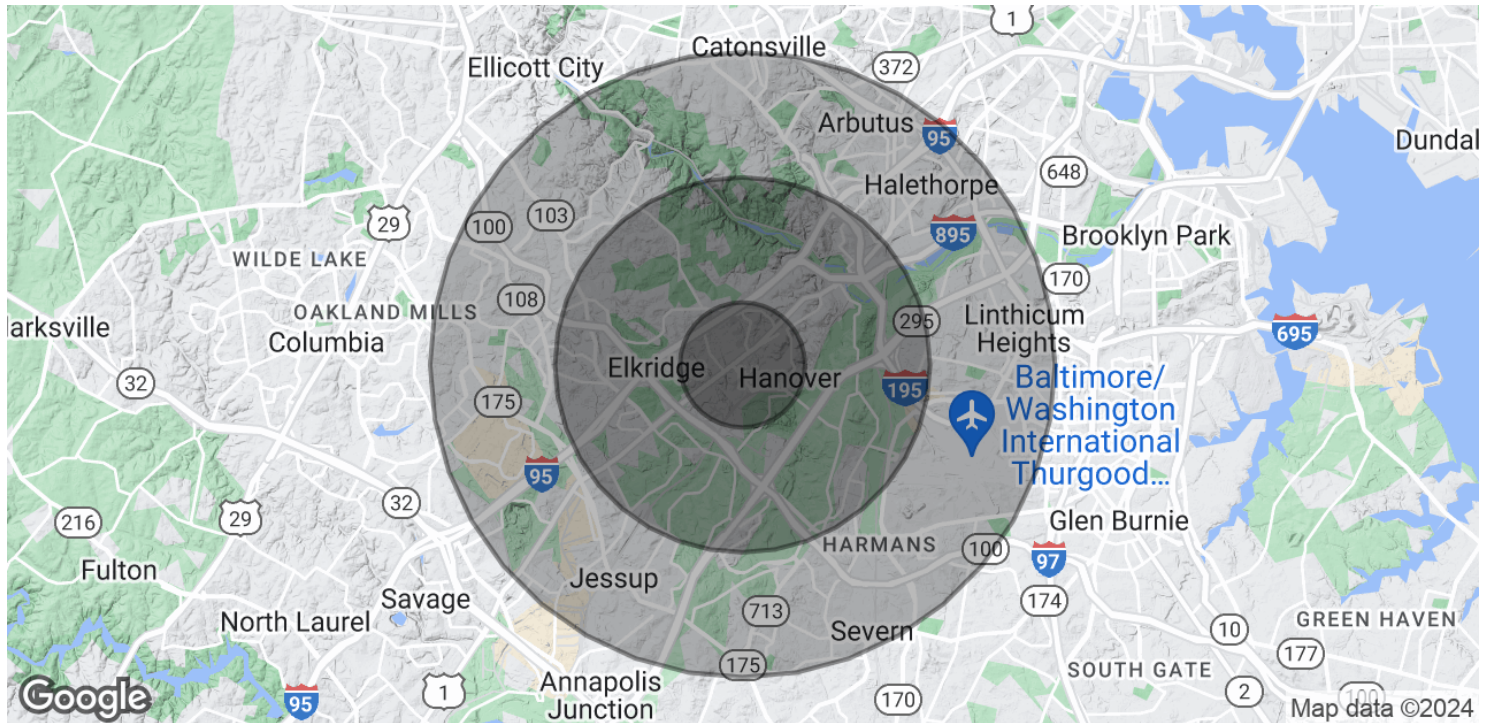 1
Catonsville
372
Ellicott City
Arbutus
95
Dundal
648
Halethorpe
100
103
29
895
Brooklyn Park
WILDE LAKE
170
108
OAKLAND MILLS
295
Linthicum
Heights
arksville
Columbia
695
Elkridge
Hanover
32
195
Baltimore/
Washington
International
Thurgood...
175
95
32
216
29
Glen Burnie
HARMANS
100
97
Fulton
Jessup
Savage
713
174
North Laurel
Severn
GREEN HAVEN
10
177
175
SOUTH GATE
Annapolis
Junction
1
95
170
2
100
Google
Map data ©2024